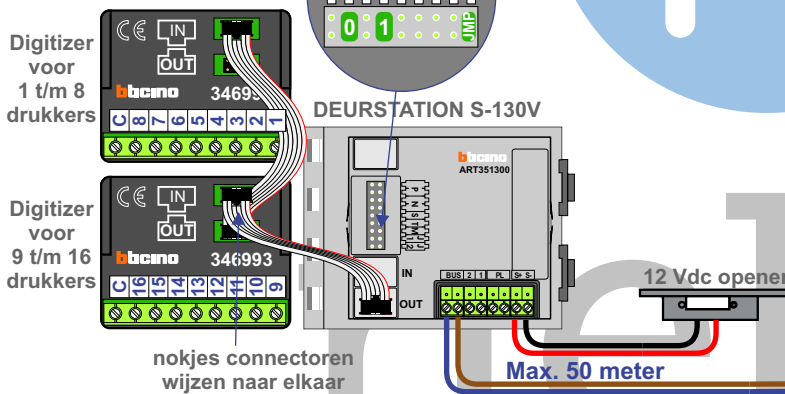 0 1 JMP
Digitizer
voor
1 t/m 8
drukkers
IN
OUT
bticino
34699
C 8 7 6 5 4 3 2 1
DEURSTATION S-130V
bticino
ART351300
P N S T M 1 2
IN
OUT
BUS 2 1 PL S+ S-
Digitizer
voor
9 t/m 16
drukkers
IN
OUT
bticino
346993
C 16 15 14 13 12 11 10 9
12 Vdc opener
nokjes connectoren
wijzen naar elkaar
Max. 50 meter